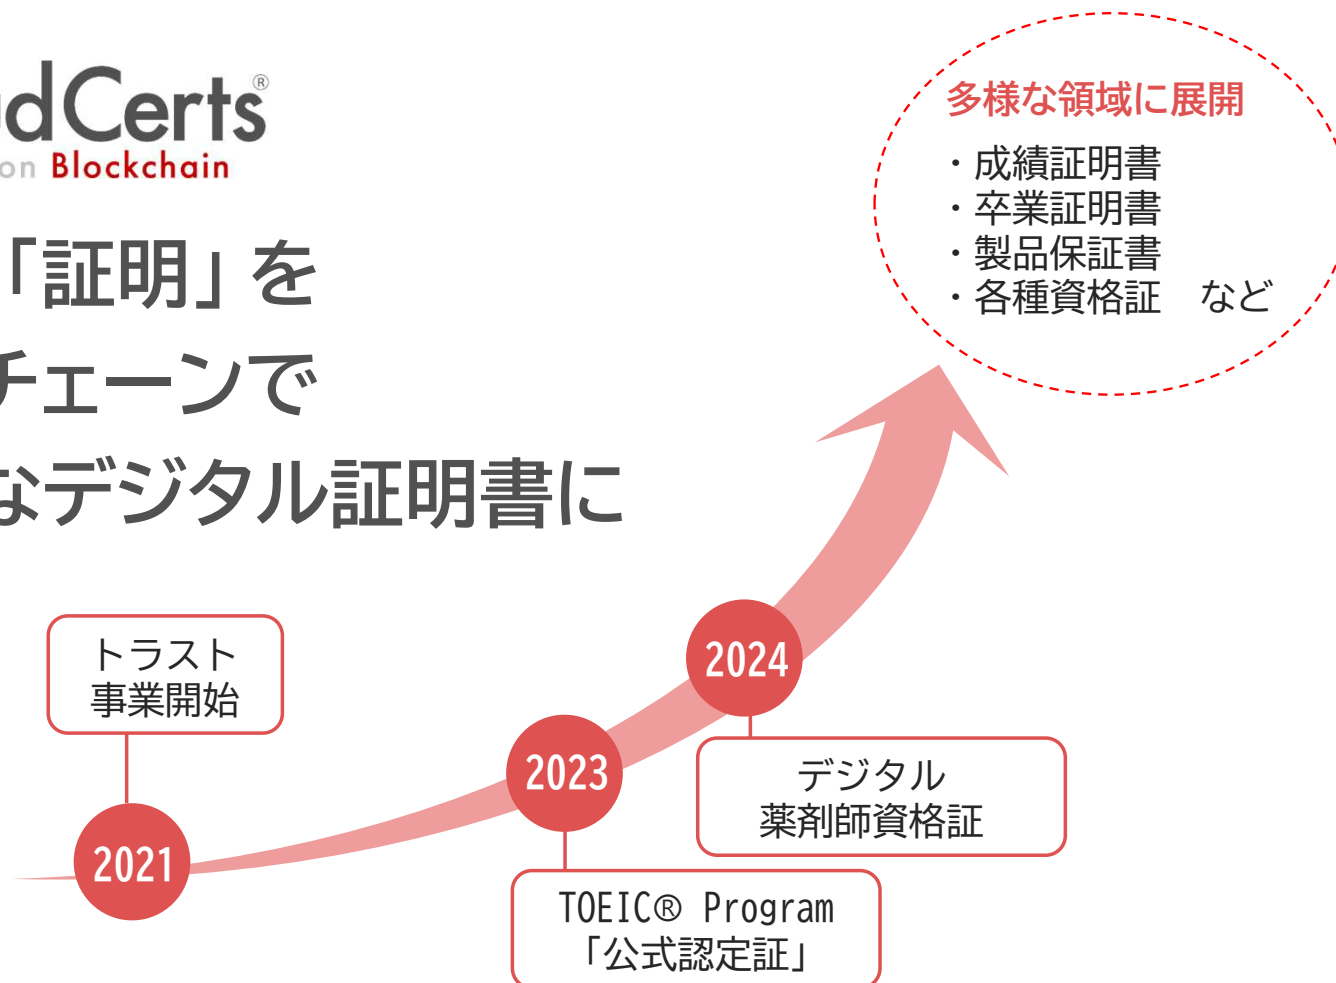 dCerts®
on Blockchain
「証明」を
チェーンで
なデジタル証明書に
多様な領域に展開
・成績証明書
・卒業証明書
・製品保証書
・各種資格証　など
トラスト
事業開始
2021
2023
2024
デジタル
薬剤師資格証
TOEIC® Program
「公式認定証」